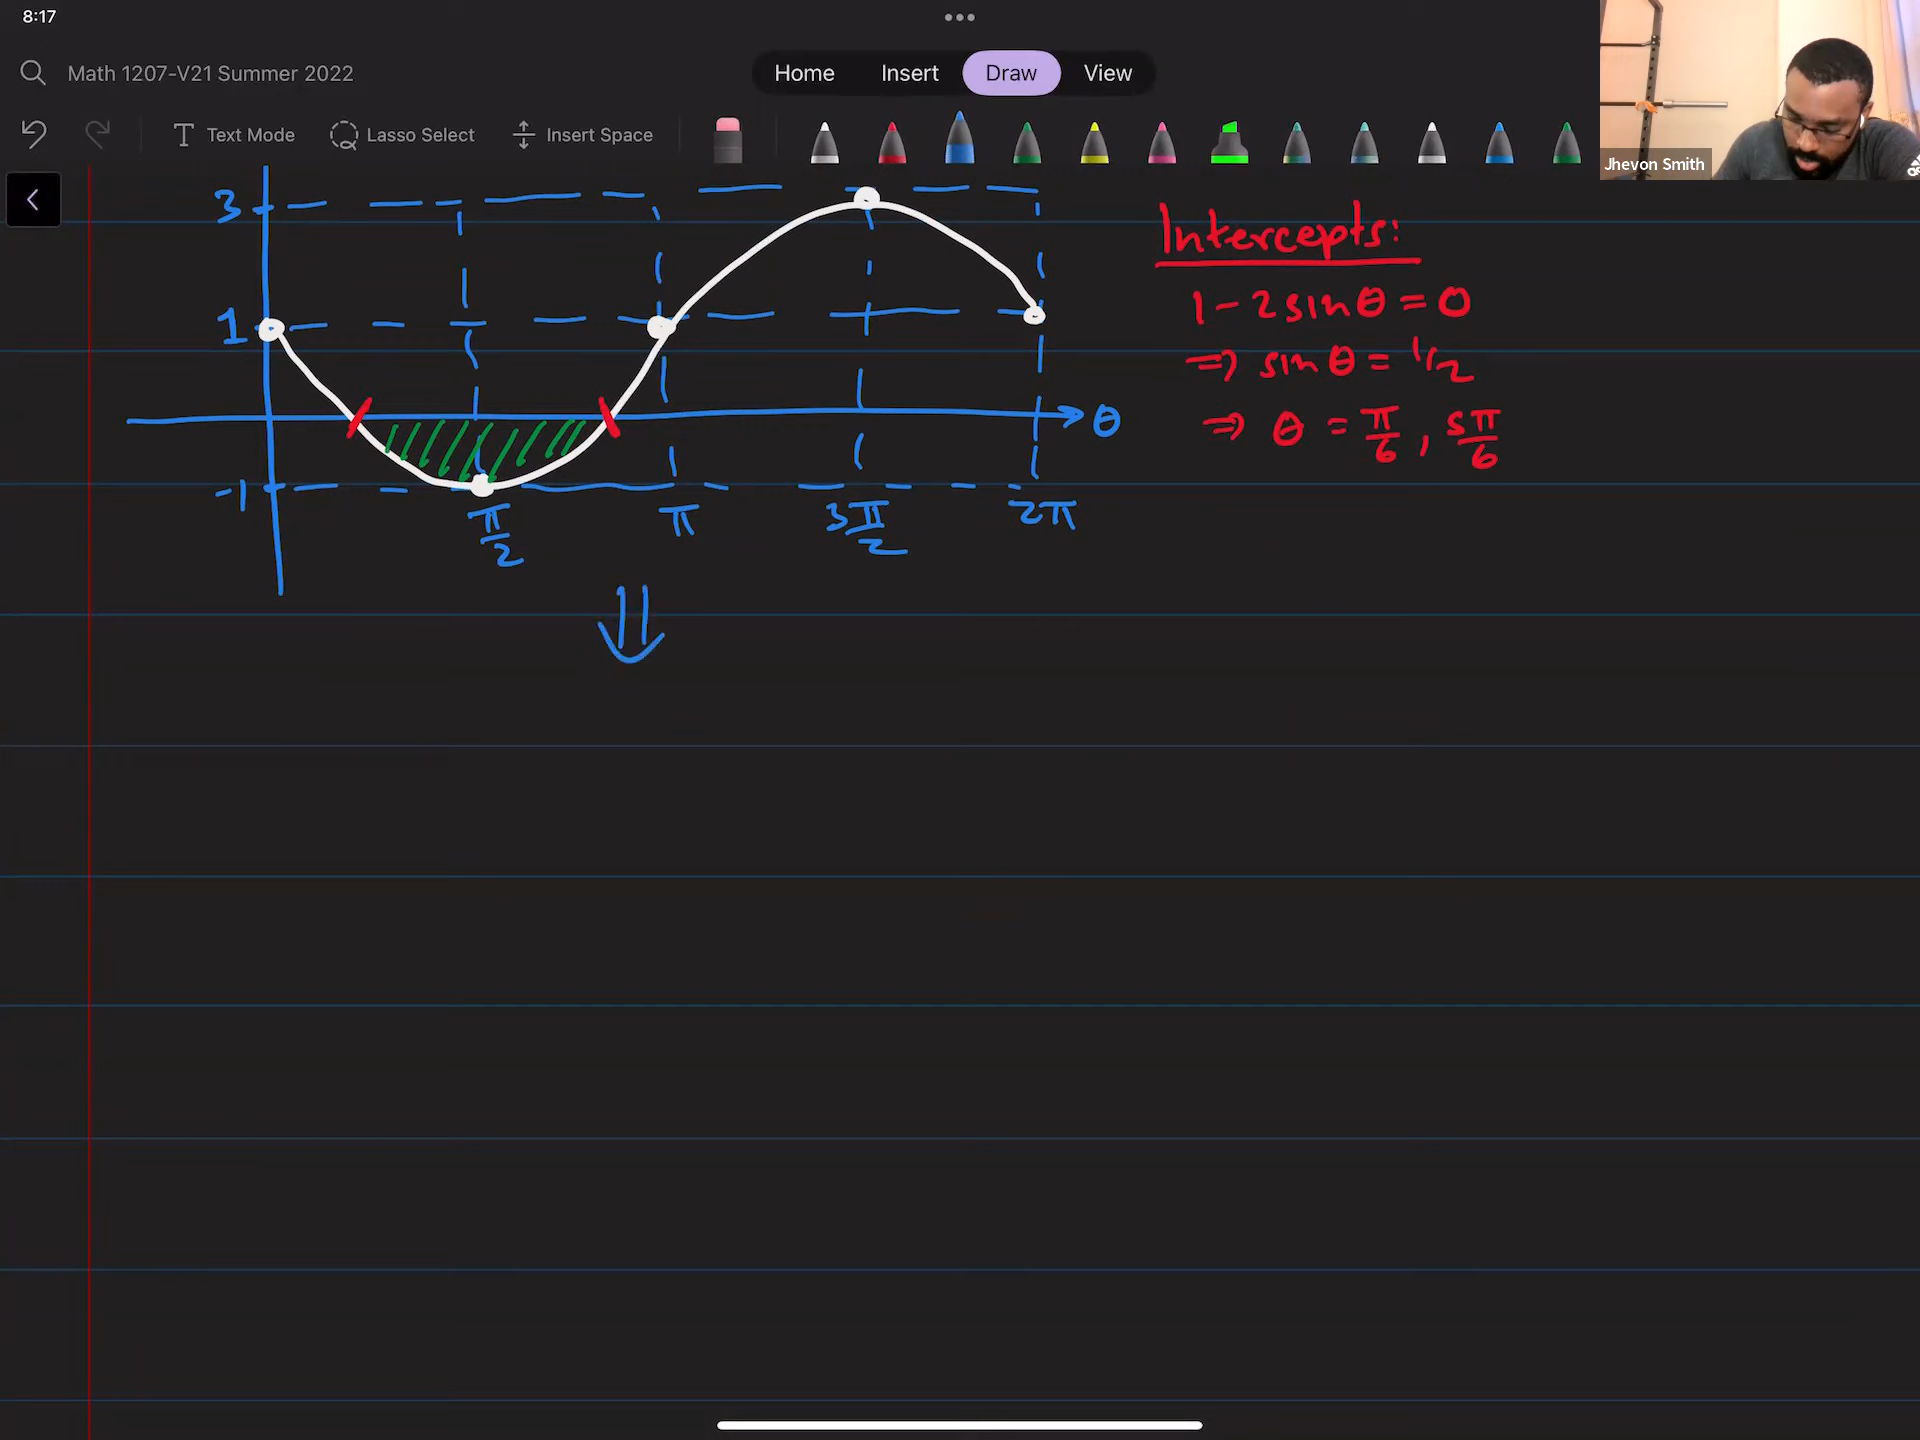 8:17
Math 1207-V21 Summer 2022
Home Insert Draw View
Text Mode Lasso Select Insert Space
Jhevon Smith
3
1
-1
θ
π/2 π 3π/2 2π
Intercepts:
1 - 2 sin θ = 0
⇒ sin θ = 1/2
⇒ θ = π/6, 5π/6